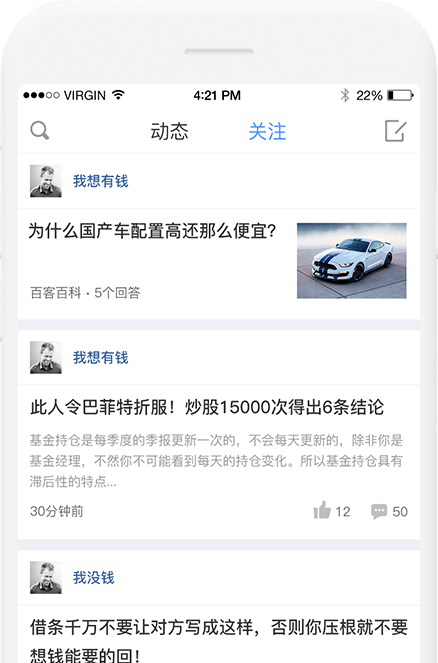 VIRGIN 4:21 PM 22%
动态 关注
我想有钱
为什么国产车配置高还那么便宜?
百客百科·5个回答
我想有钱
此人令巴菲特折服！炒股15000次得出6条结论
基金持仓是每季度的季报更新一次的，不会每天更新的，除非你是
基金经理，不然你不可能看到每天的持仓变化。所以基金持仓具有
滞后性的特点...
30分钟前 12 50
我没钱
借条千万不要让对方写成这样，否则你压根就不要
想钱能要的回！